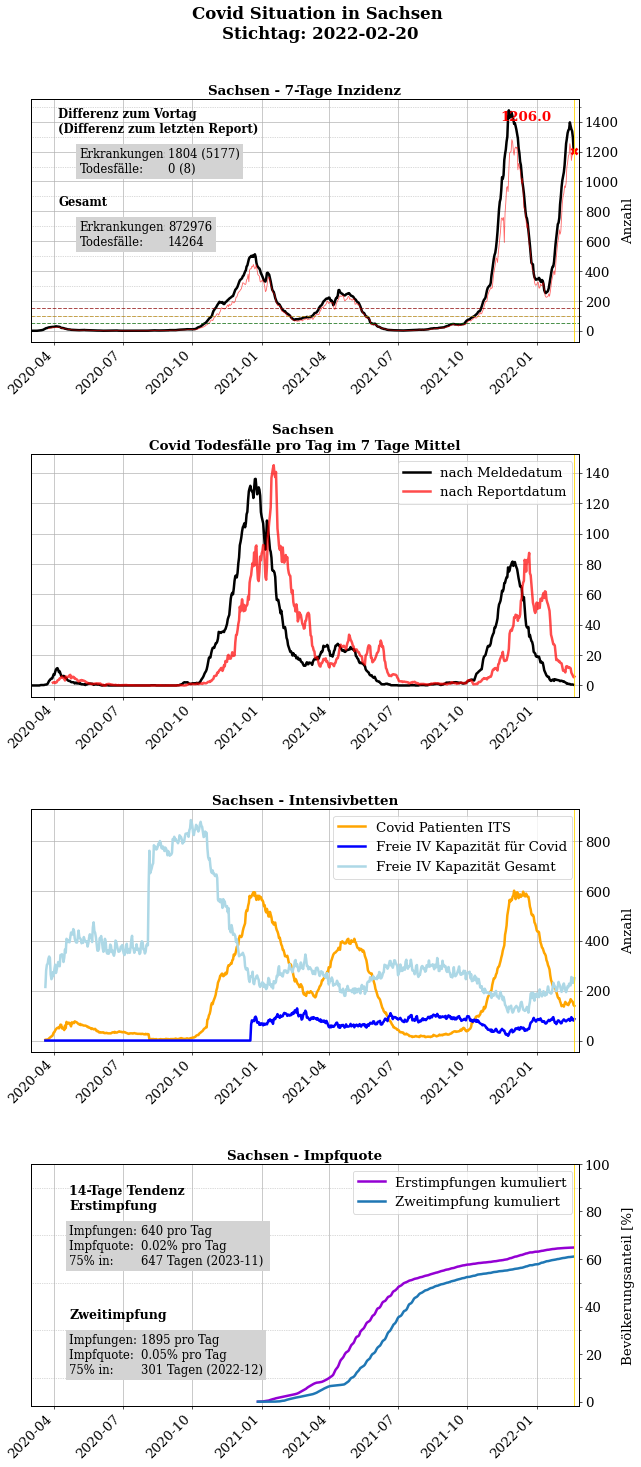 Covid Situation in Sachsen
Stichtag: 2022-02-20
Sachsen - 7-Tage Inzidenz
Differenz zum Vortag
(Differenz zum letzten Report)
Erkrankungen 1804 (5177)
Todesfälle: 0 (8)
Gesamt
Erkrankungen 872976
Todesfälle: 14264
1206.0
1400
1200
1000
800
600
400
200
0
Anzahl
2020-04
2020-07
2020-10
2021-01
2021-04
2021-07
2021-10
2022-01
Sachsen
Covid Todesfälle pro Tag im 7 Tage Mittel
nach Meldedatum
nach Reportdatum
140
120
100
80
60
40
20
0
2020-04
2020-07
2020-10
2021-01
2021-04
2021-07
2021-10
2022-01
Sachsen - Intensivbetten
Covid Patienten ITS
Freie IV Kapazität für Covid
Freie IV Kapazität Gesamt
800
600
400
200
0
Anzahl
2020-04
2020-07
2020-10
2021-01
2021-04
2021-07
2021-10
2022-01
Sachsen - Impfquote
14-Tage Tendenz
Erstimpfung
Impfungen: 640 pro Tag
Impfquote: 0.02% pro Tag
75% in: 647 Tagen (2023-11)
Zweitimpfung
Impfungen: 1895 pro Tag
Impfquote: 0.05% pro Tag
75% in: 301 Tagen (2022-12)
Erstimpfungen kumuliert
Zweitimpfung kumuliert
100
80
60
40
20
0
Bevölkerungsanteil [%]
2020-04
2020-07
2020-10
2021-01
2021-04
2021-07
2021-10
2022-01